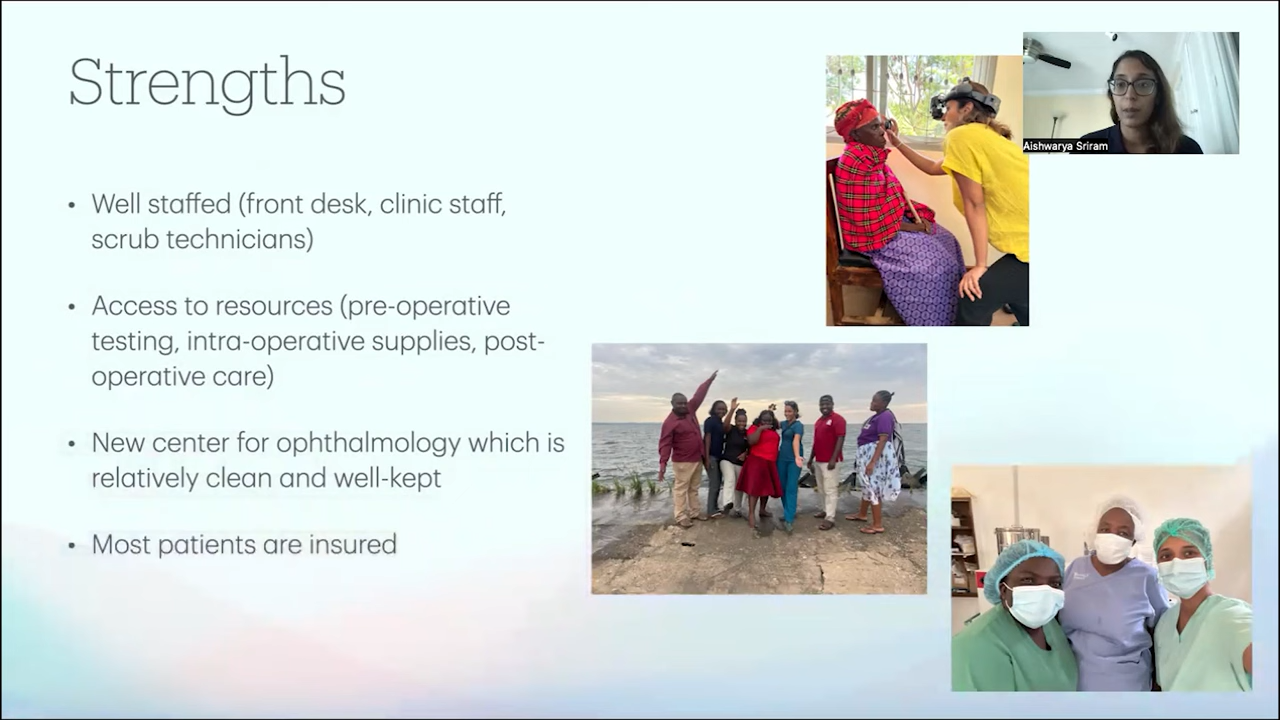 Strengths
Aishwarya Sriram
• Well staffed (front desk, clinic staff,
scrub technicians)
• Access to resources (pre-operative
testing, intra-operative supplies, post-
operative care)
• New center for ophthalmology which is
relatively clean and well-kept
• Most patients are insured